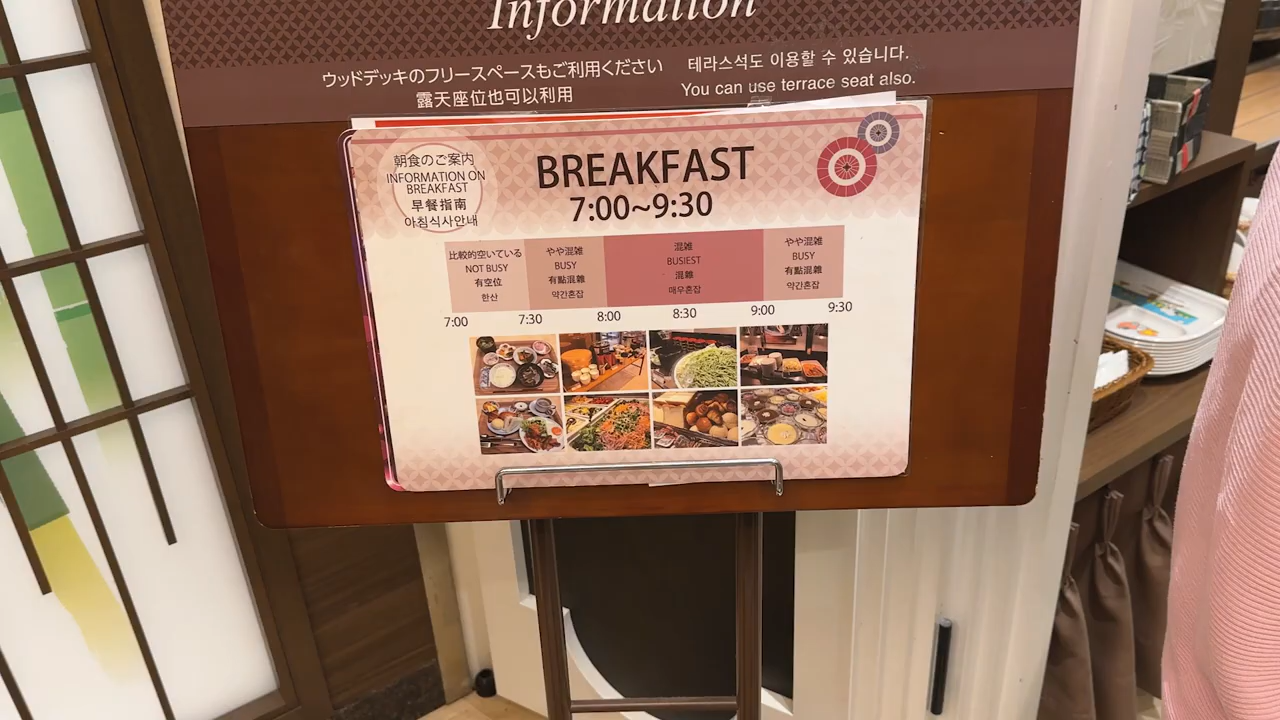 Information
ウッドデッキのフリースペースもご利用ください
露天座位也可以利用
테라스석도 이용할 수 있습니다.
You can use terrace seat also.
朝食のご案内
INFORMATION ON
BREAKFAST
早餐指南
아침식사안내
BREAKFAST
7:00~9:30
比較的空いている
NOT BUSY
有空位
한산
やや混雑
BUSY
有點混雜
약간혼잡
混雑
BUSIEST
混雜
매우혼잡
やや混雑
BUSY
有點混雜
약간혼잡
7:00 7:30 8:00 8:30 9:00 9:30